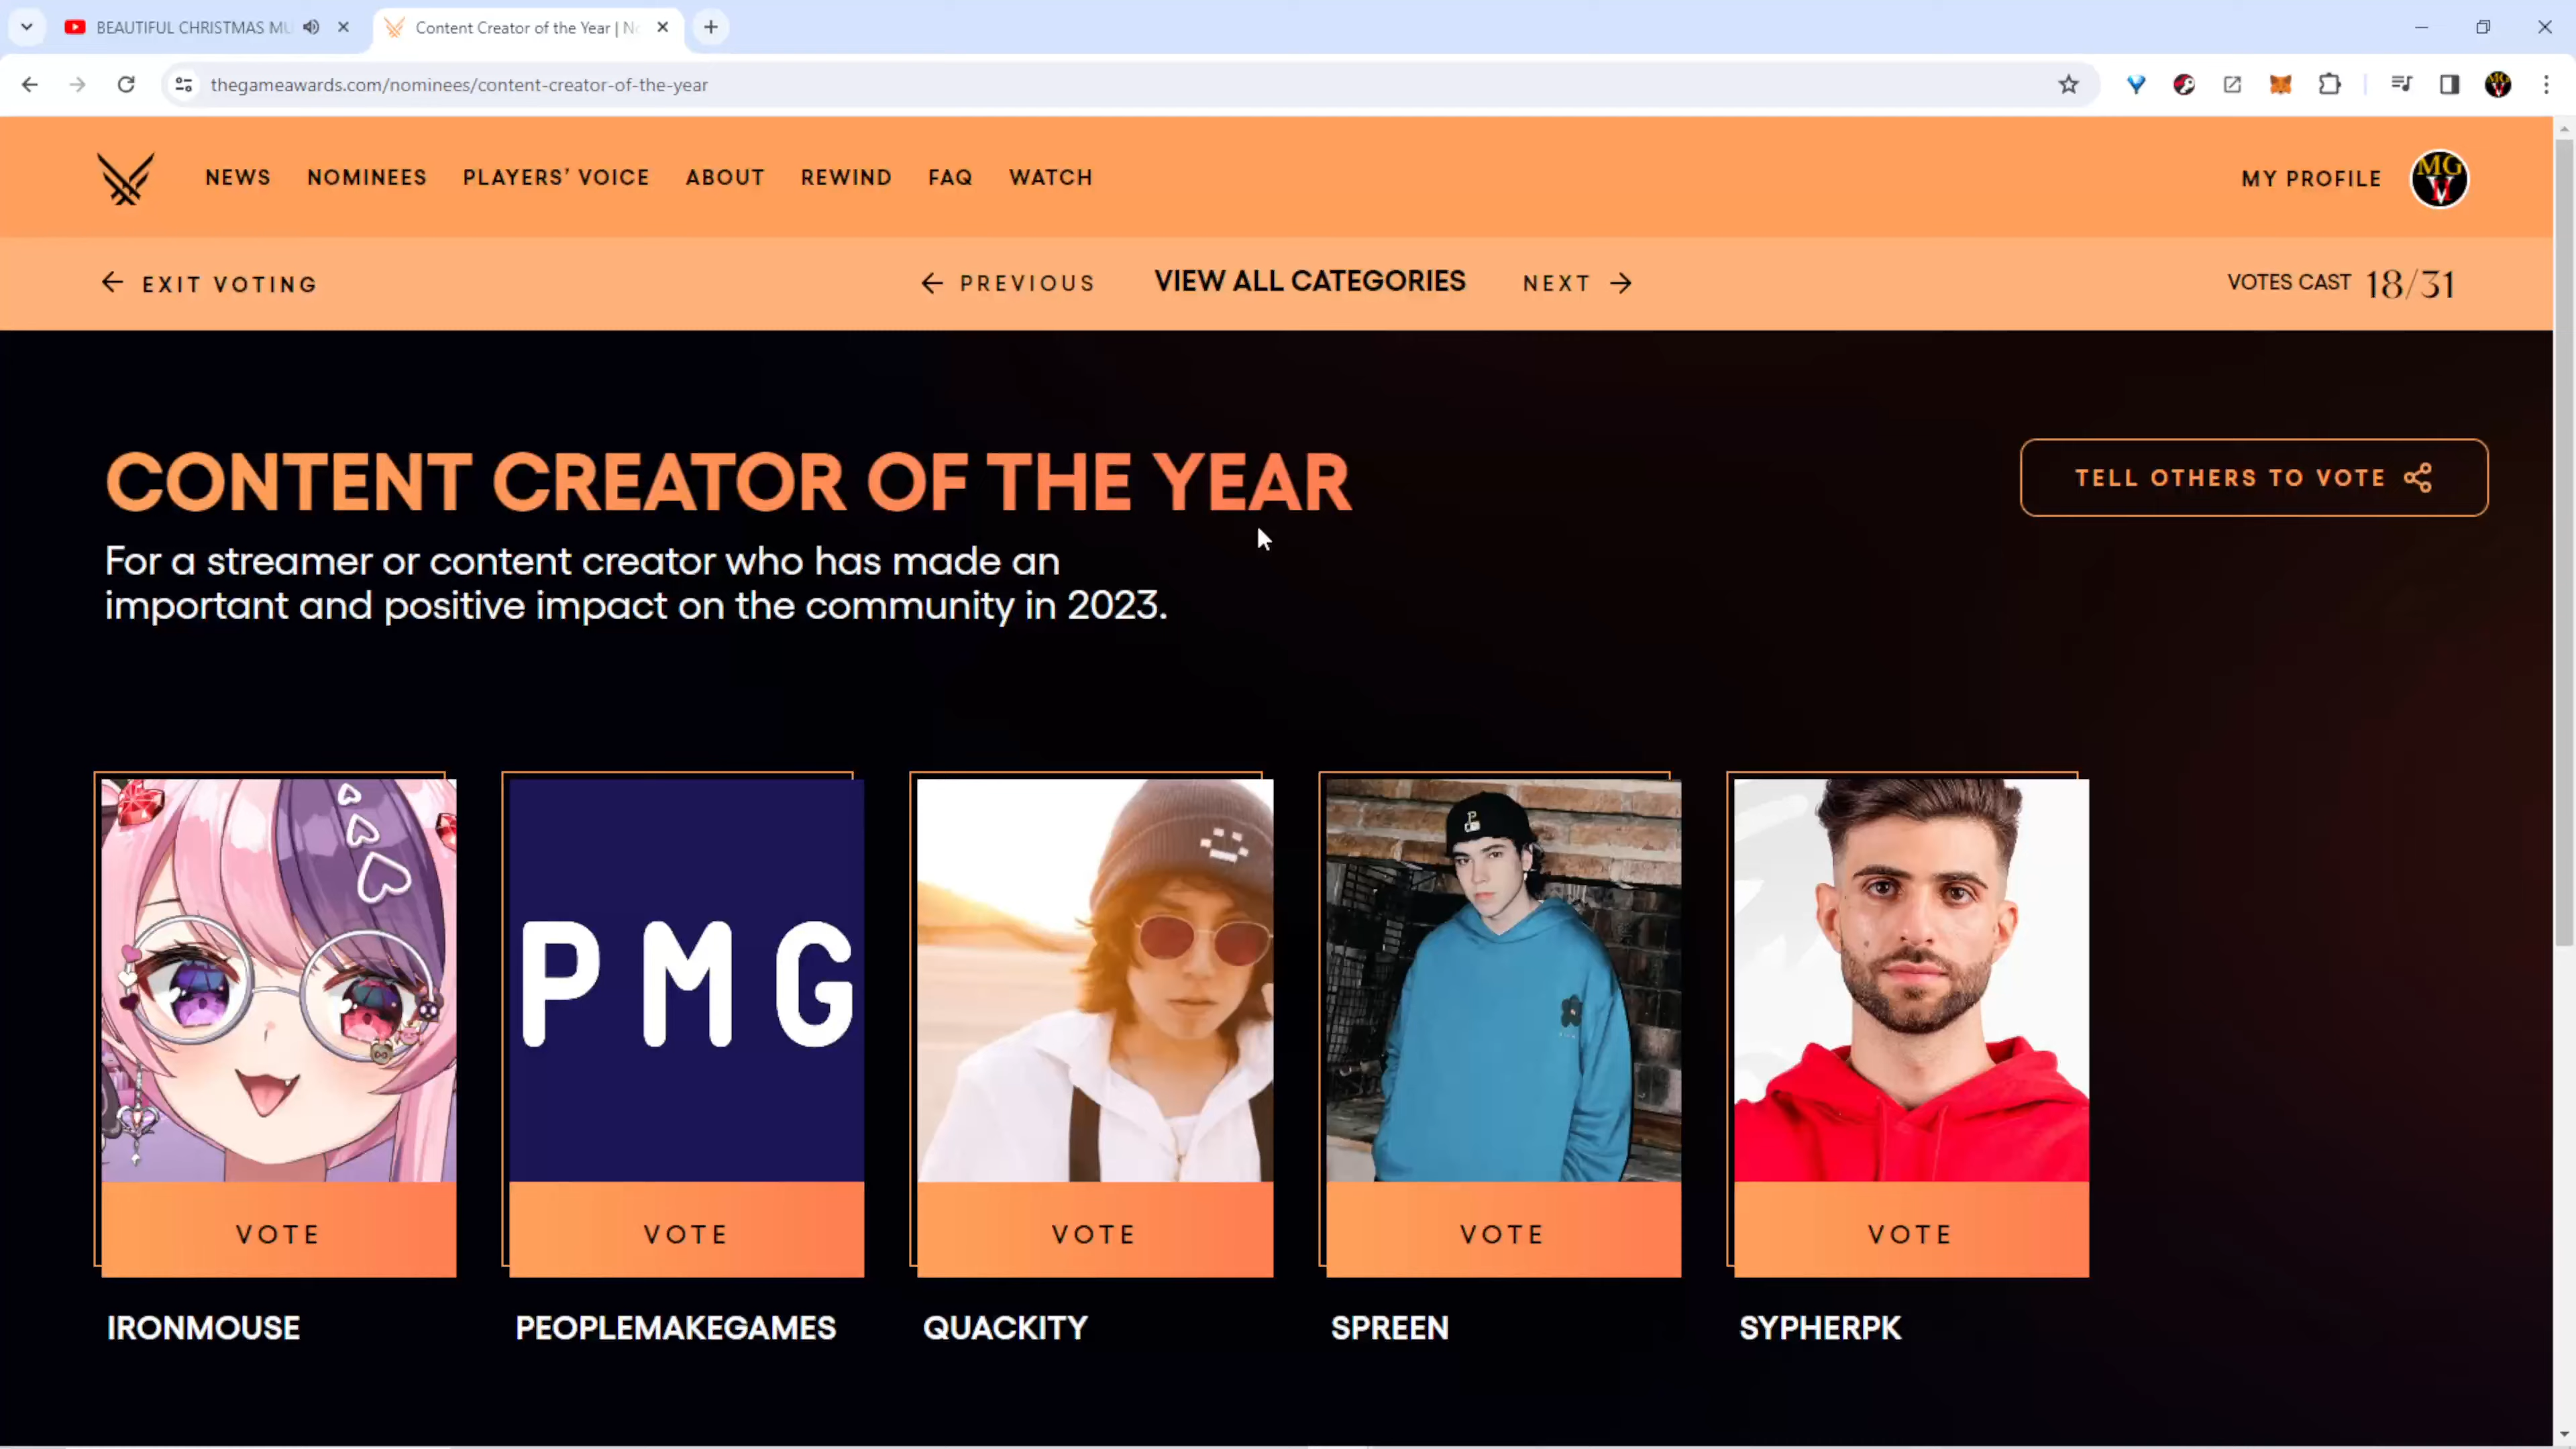 BEAUTIFUL CHRISTMAS MU
Content Creator of the Year | No
thegameawards.com/nominees/content-creator-of-the-year
NEWS NOMINEES PLAYERS’ VOICE ABOUT REWIND FAQ WATCH MY PROFILE MG
EXIT VOTING PREVIOUS VIEW ALL CATEGORIES NEXT VOTES CAST 18/31
CONTENT CREATOR OF THE YEAR
TELL OTHERS TO VOTE
For a streamer or content creator who has made an
important and positive impact on the community in 2023.
P M G
VOTE VOTE VOTE VOTE VOTE
IRONMOUSE PEOPLEMAKEGAMES QUACKITY SPREEN SYPHERPK